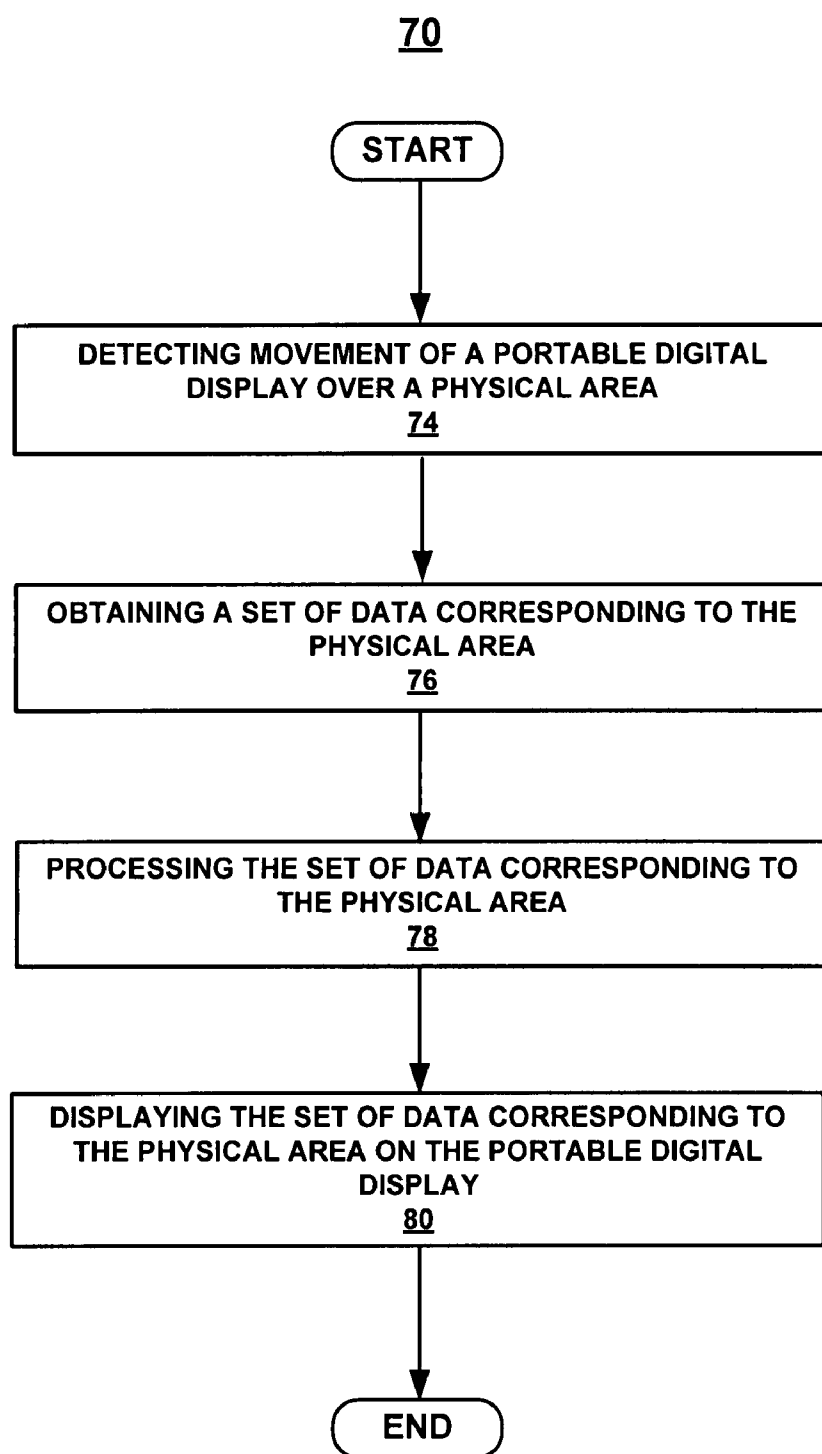 70
START
DETECTING MOVEMENT OF A PORTABLE DIGITAL
DISPLAY OVER A PHYSICAL AREA
74
OBTAINING A SET OF DATA CORRESPONDING TO THE
PHYSICAL AREA
76
PROCESSING THE SET OF DATA CORRESPONDING TO
THE PHYSICAL AREA
78
DISPLAYING THE SET OF DATA CORRESPONDING TO
THE PHYSICAL AREA ON THE PORTABLE DIGITAL
DISPLAY
80
END